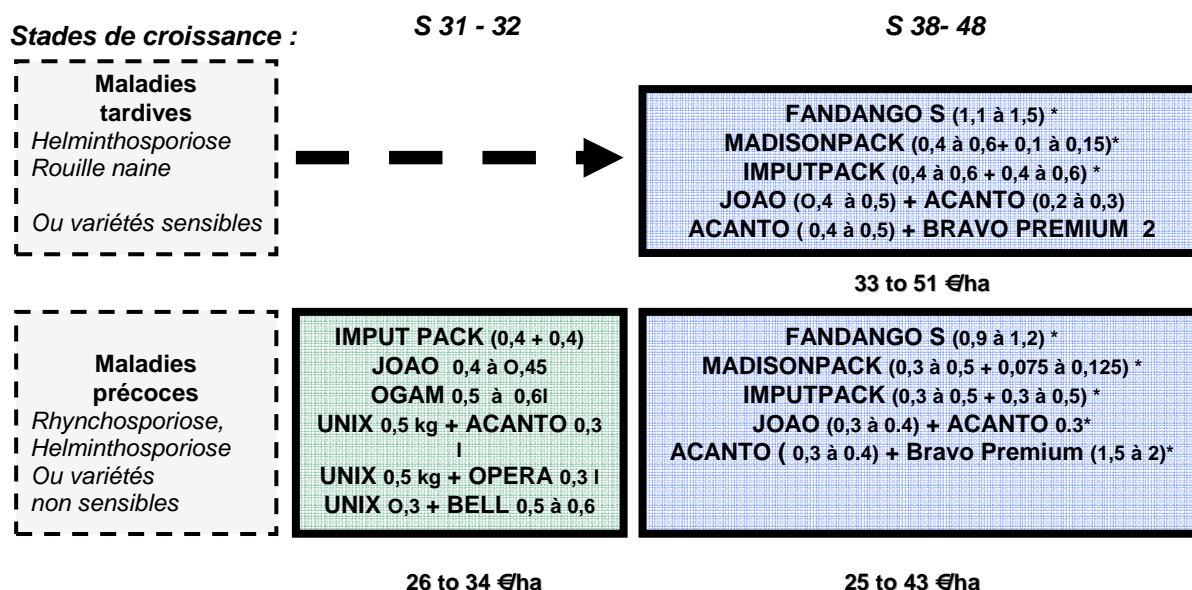 Stades de croissance :
S 31 - 32
S 38- 48
Maladies
tardives
Helminthosporiose
Rouille naine
Ou variétés sensibles
FANDANGO S (1,1 à 1,5) *
MADISONPACK (0,4 à 0,6+ 0,1 à 0,15)*
IMPUTPACK (0,4 à 0,6 + 0,4 à 0,6) *
JOAO (O,4 à 0,5) + ACANTO (0,2 à 0,3)
ACANTO ( 0,4 à 0,5) + BRAVO PREMIUM 2
33 to 51 €/ha
Maladies
précoces
Rhynchosporiose,
Helminthosporiose
Ou variétés
non sensibles
IMPUT PACK (0,4 + 0,4)
JOAO 0,4 à O,45
OGAM 0,5 à 0,6l
UNIX 0,5 kg + ACANTO 0,3
l
UNIX 0,5 kg + OPERA 0,3 l
UNIX O,3 + BELL 0,5 à 0,6
26 to 34 €/ha
FANDANGO S (0,9 à 1,2) *
MADISONPACK (0,3 à 0,5 + 0,075 à 0,125) *
IMPUTPACK (0,3 à 0,5 + 0,3 à 0,5) *
JOAO (0,3 à 0.4) + ACANTO 0.3*
ACANTO ( 0,3 à 0.4) + Bravo Premium (1,5 à 2)*
25 to 43 €/ha